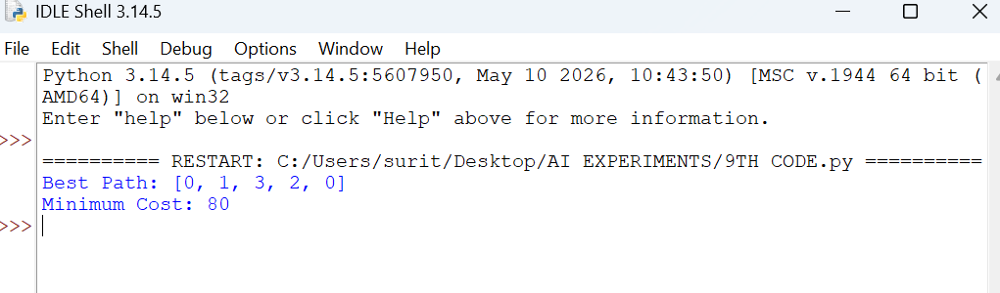 IDLE Shell 3.14.5
File Edit Shell Debug Options Window Help
Python 3.14.5 (tags/v3.14.5:5607950, May 10 2026, 10:43:50) [MSC v.1944 64 bit (
AMD64)] on win32
Enter "help" below or click "Help" above for more information.
>>>
========== RESTART: C:/Users/surit/Desktop/AI EXPERIMENTS/9TH CODE.py ==========
Best Path: [0, 1, 3, 2, 0]
Minimum Cost: 80
>>>